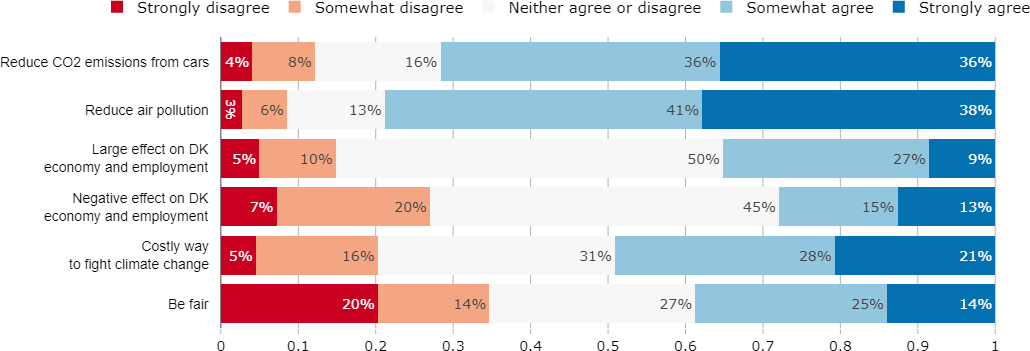 Strongly disagree Somewhat disagree Neither agree or disagree Somewhat agree Strongly agree
Reduce CO2 emissions from cars 4% 8% 16% 36% 36%
Reduce air pollution 3% 6% 13% 41% 38%
Large effect on DK
economy and employment 5% 10% 50% 27% 9%
Negative effect on DK
economy and employment 7% 20% 45% 15% 13%
Costly way
to fight climate change 5% 16% 31% 28% 21%
Be fair 20% 14% 27% 25% 14%
0 0.1 0.2 0.3 0.4 0.5 0.6 0.7 0.8 0.9 1